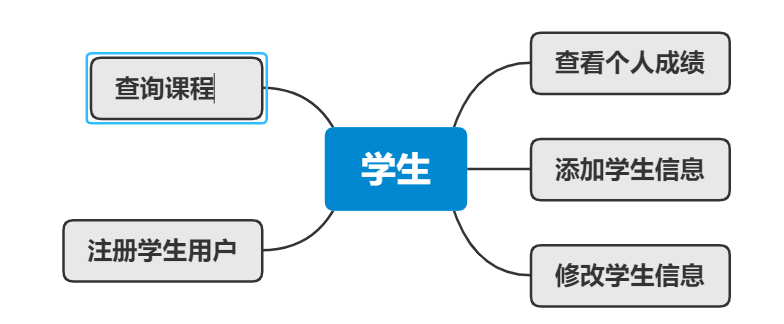 查询课程
注册学生用户
学生
查看个人成绩
添加学生信息
修改学生信息